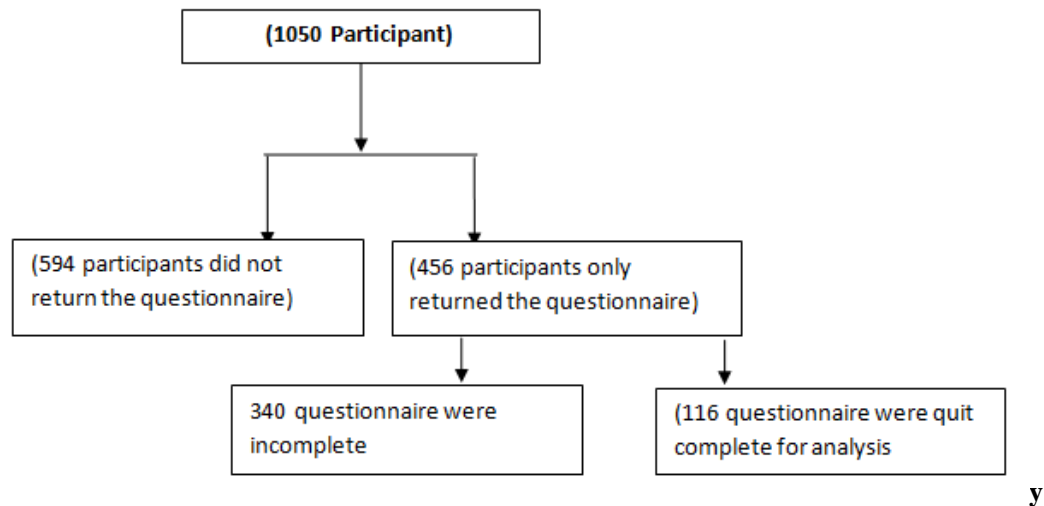 (1050 Participant)
(594 participants did not
return the questionnaire)
(456 participants only
returned the questionnaire)
340 questionnaire were
incomplete
(116 questionnaire were quit
complete for analysis
y